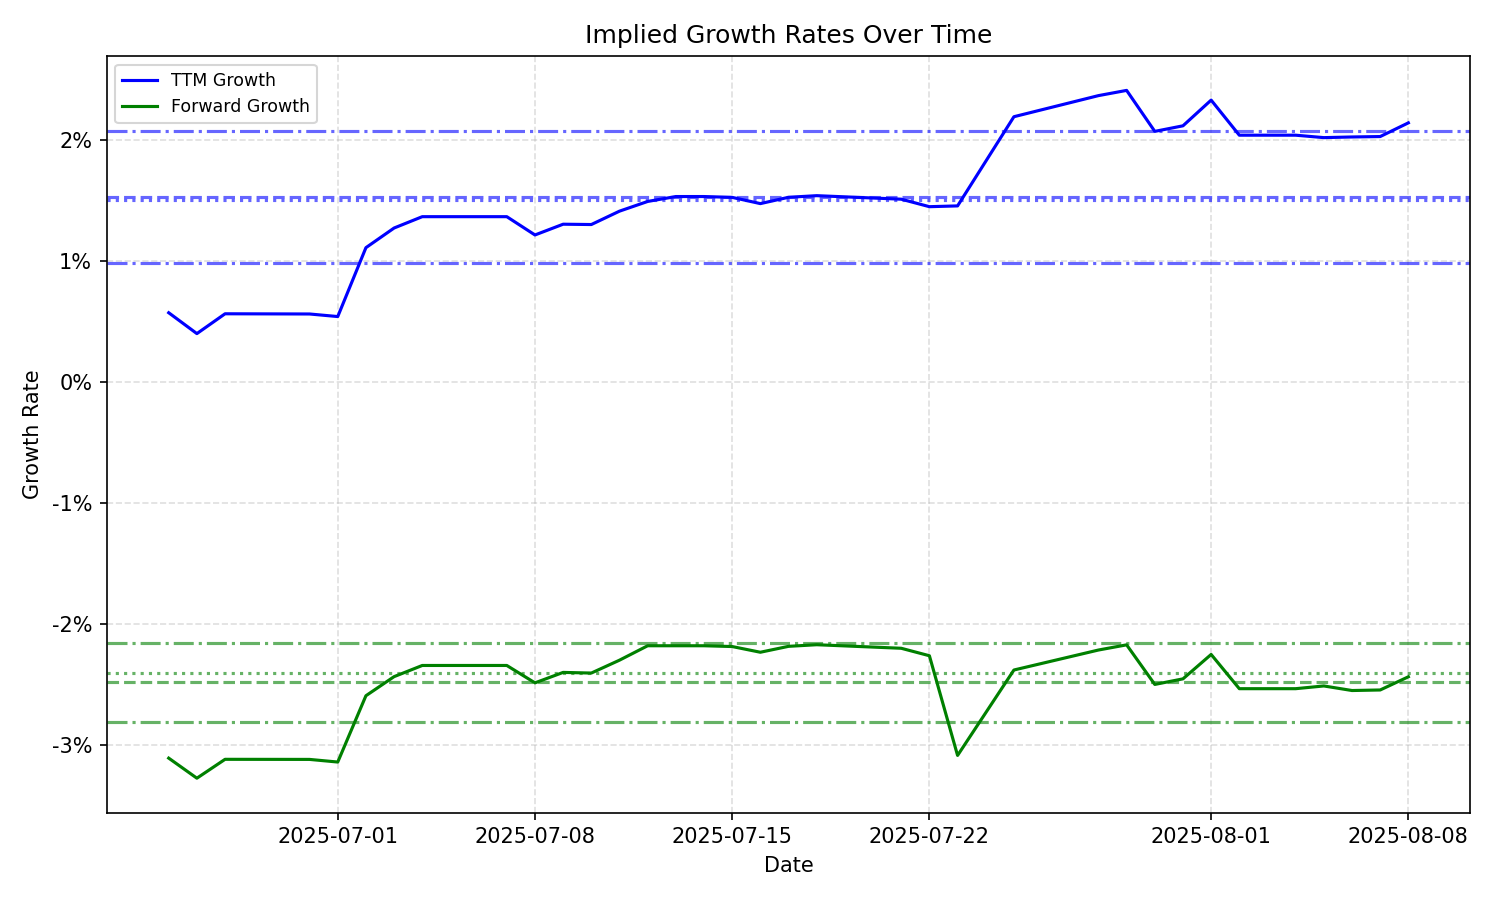 Implied Growth Rates Over Time
TTM Growth
Forward Growth
Growth Rate
2%
1%
0%
-1%
-2%
-3%
2025-07-01
2025-07-08
2025-07-15
2025-07-22
2025-08-01
2025-08-08
Date